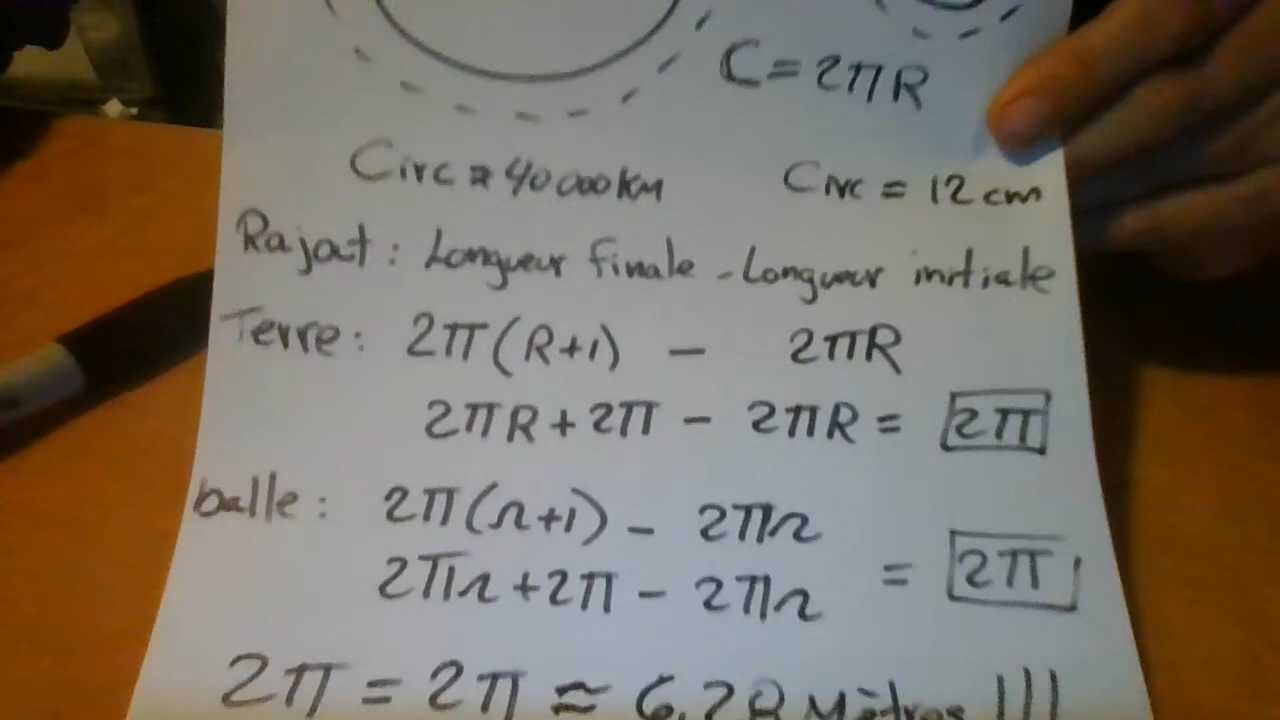 C = 2πR
Circ ≈ 40 000 km
Circ = 12 cm
Rajout : Longueur finale - Longueur initiale
Terre : 2π(R+1) - 2πR
2πR + 2π - 2πR = 2π
balle : 2π(r+1) - 2πr
2πr + 2π - 2πr = 2π
2π = 2π ≈ 6,28 Mètres !!!